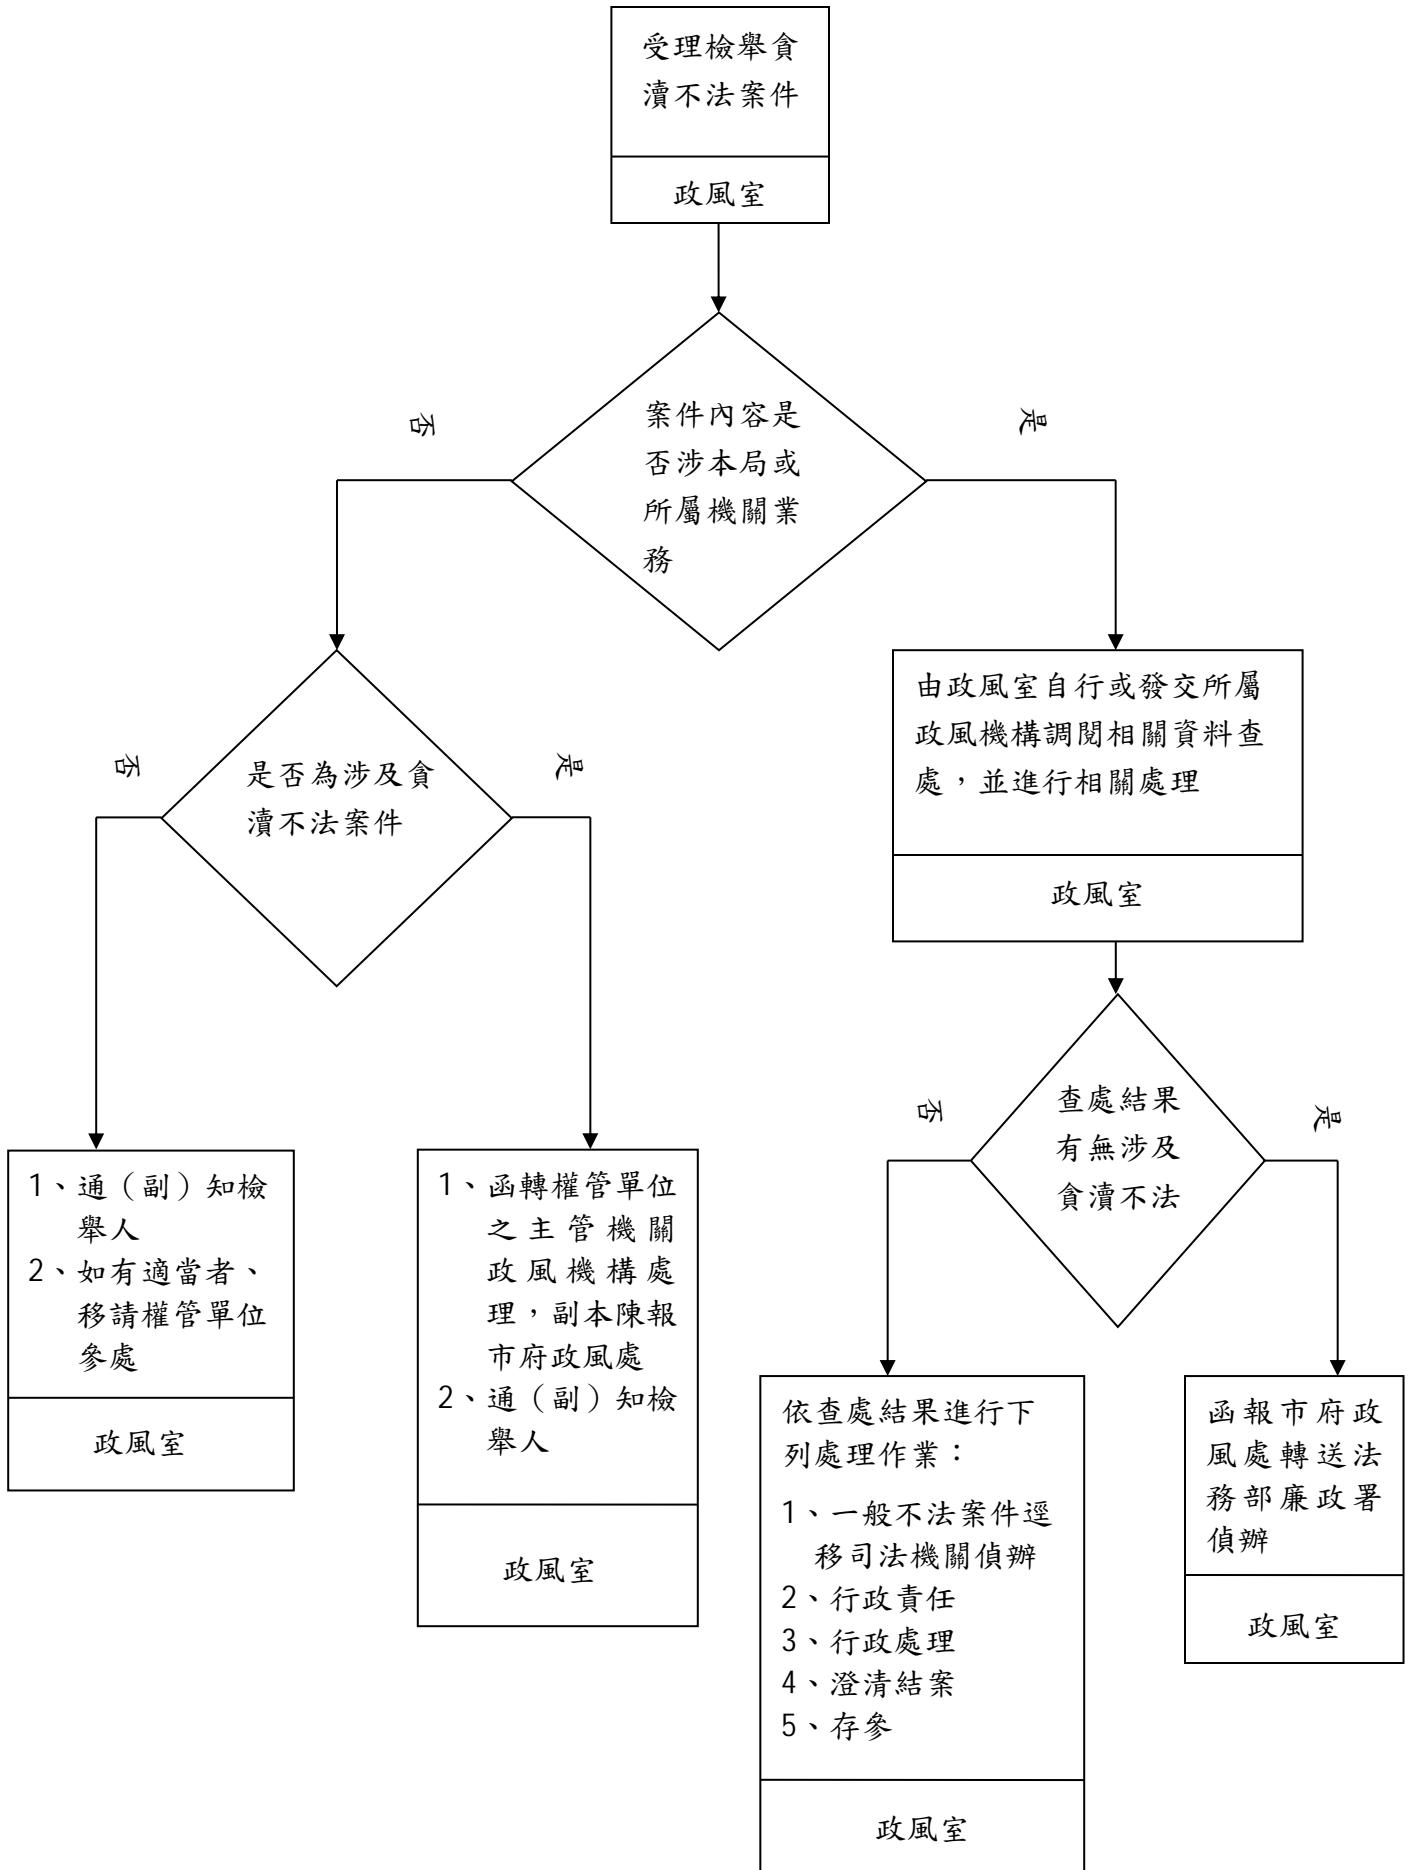 受理檢舉貪
瀆不法案件
政風室
案件內容是
否涉本局或
所屬機關業
務
否
是
是否為涉及貪
瀆不法案件
否
是
由政風室自行或發交所屬
政風機構調閱相關資料查
處，並進行相關處理
政風室
查處結果
有無涉及
貪瀆不法
否
是
1、通（副）知檢
舉人
2、如有適當者、
移請權管單位
參處
政風室
1、函轉權管單位
之主管機關
政風機構處
理，副本陳報
市府政風處
2、通（副）知檢
舉人
政風室
依查處結果進行下
列處理作業：
1、一般不法案件逕
移司法機關偵辦
2、行政責任
3、行政處理
4、澄清結案
5、存參
政風室
函報市府政
風處轉送法
務部廉政署
偵辦
政風室